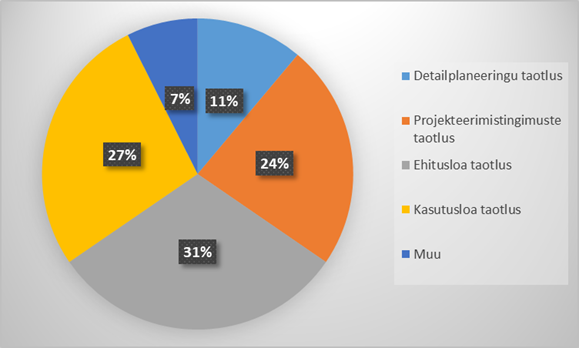 7%
11%
27%
24%
31%
Detailplaneeringu taotlus
Projekteerimistingimuste
taotlus
Ehitusloa taotlus
Kasutusloa taotlus
Muu